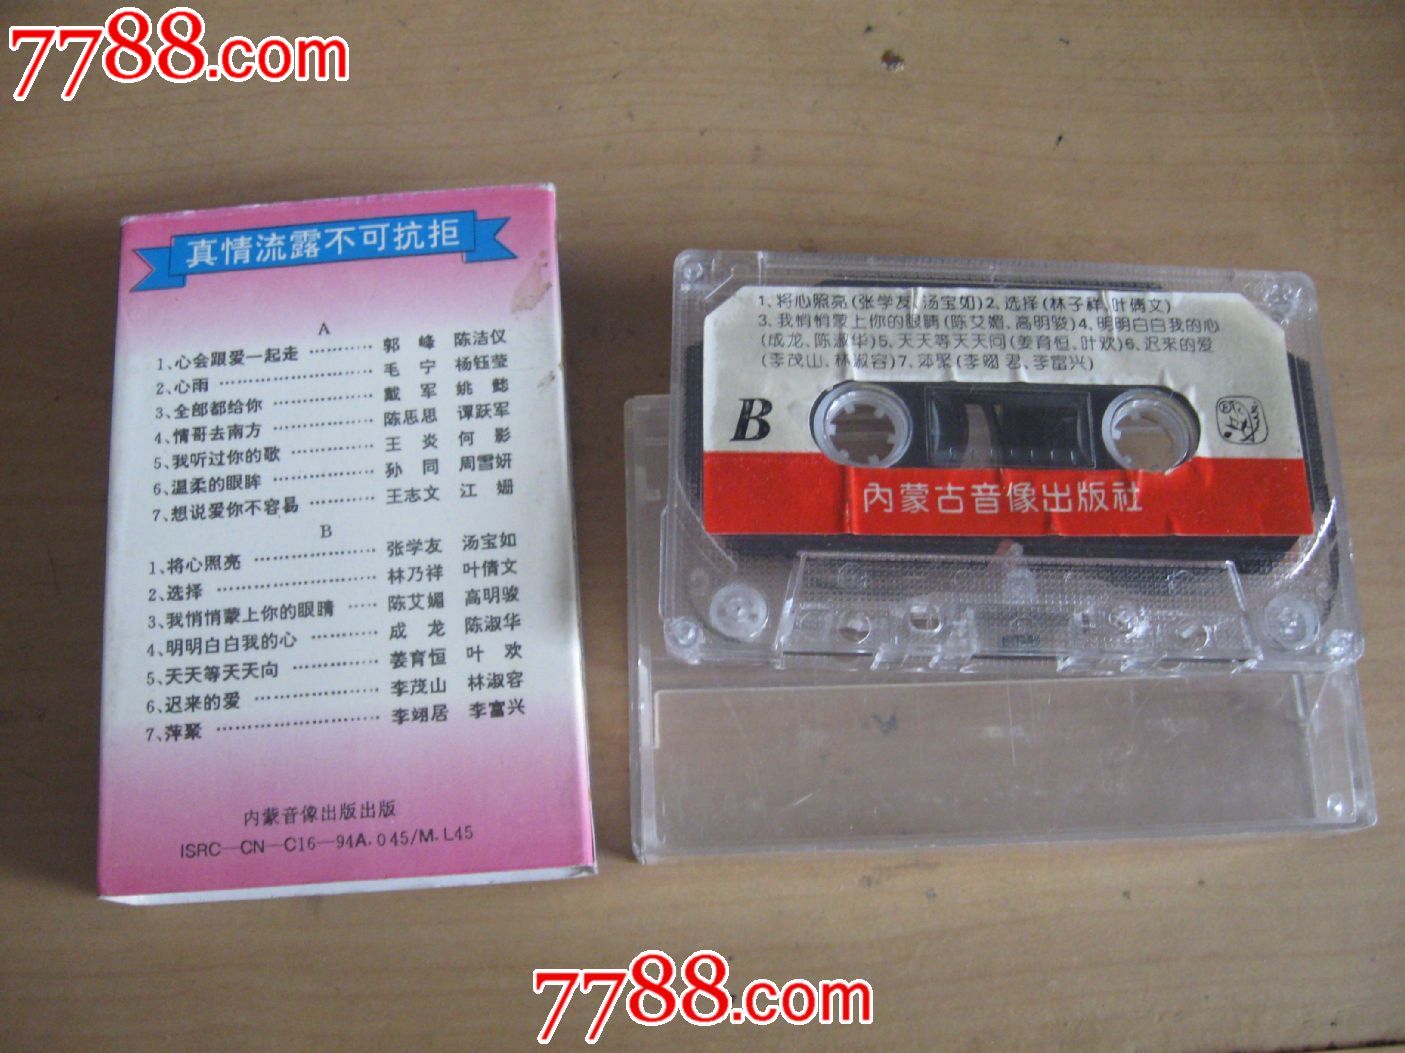 7788.com
真情流露不可抗拒
A
1、心会跟爱一起走 ………… 郭 峰 陈洁仪
2、心雨 ………………… 毛 宁 杨钰莹
3、全部都给你 ……………… 戴 军 姚 懿
4、情哥去南方 ……………… 陈思思 谭跃军
5、我听过你的歌 …………… 王 炎 何 影
6、温柔的眼眸 ……………… 孙 同 周雪妍
7、想说爱你不容易 ………… 王志文 江 姗
B
1、将心照亮 ………………… 张学友 汤宝如
2、选择 ……………………… 林乃祥 叶倩文
3、我悄悄蒙上你的眼睛 …… 陈艾媚 高明骏
4、明明白白我的心 ………… 成 龙 陈淑华
5、天天等天天问 …………… 姜育恒 叶 欢
6、迟来的爱 ………………… 李茂山 林淑容
7、萍聚 ……………………… 李翊居 李富兴
内蒙音像出版出版
ISRC—CN—C16—94A.045/M.L45
1、将心照亮(张学友、汤宝如)2、选择(林子祥、叶倩文)
3、我悄悄蒙上你的眼睛(陈艾媚、高明骏)4、明明白白我的心
(成龙、陈淑华)5、天天等天天问(姜育恒、叶欢)6、迟来的爱
(李茂山、林淑容)7、萍聚(李翊君、李富兴)
B
內蒙古音像出版社
7788.com